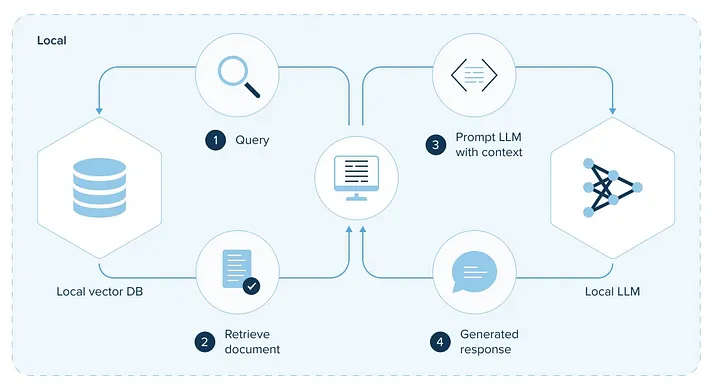 Local
1 Query
3 Prompt LLM
with context
Local vector DB
Local LLM
2 Retrieve
document
4 Generated
response